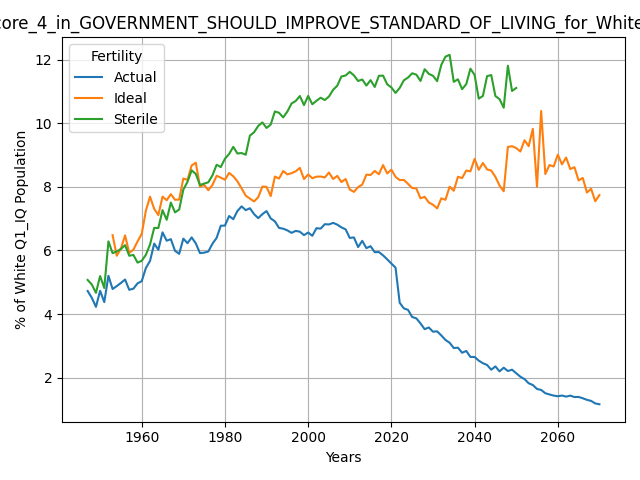 core_4_in_GOVERNMENT_SHOULD_IMPROVE_STANDARD_OF_LIVING_for_White
Fertility
Actual
Ideal
Sterile
% of White Q1_IQ Population
12
10
8
6
4
2
1960 1980 2000 2020 2040 2060
Years